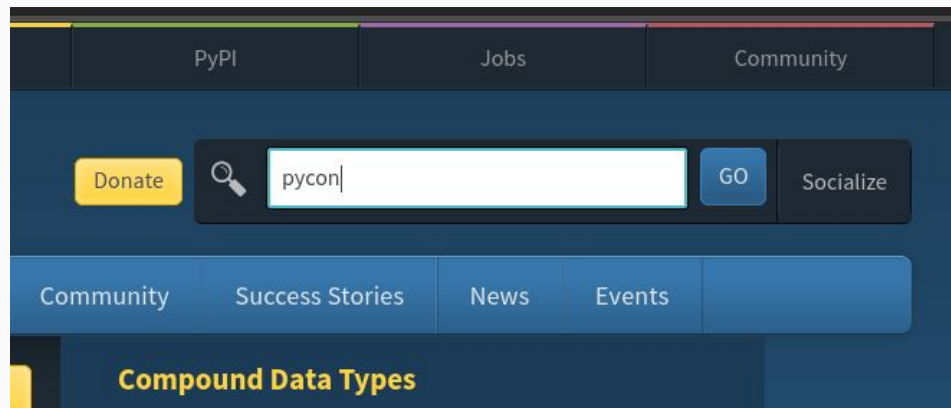 PyPI Jobs Community
Donate pycon GO Socialize
Community Success Stories News Events
Compound Data Types